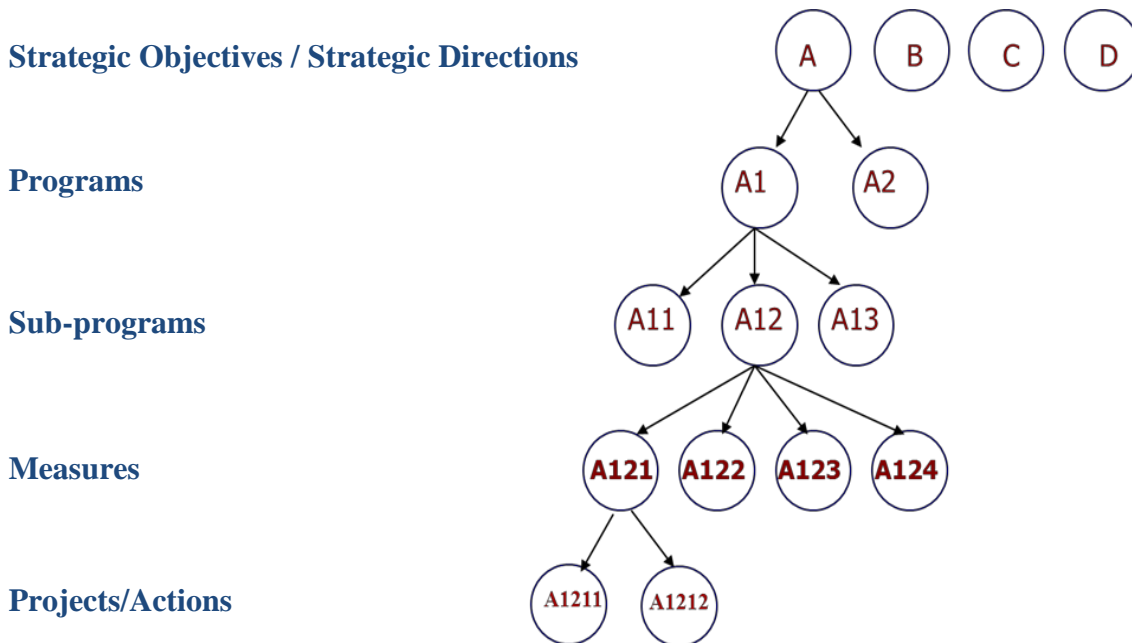 Strategic Objectives / Strategic Directions A B C D
Programs A1 A2
Sub-programs A11 A12 A13
Measures A121 A122 A123 A124
Projects/Actions A1211 A1212